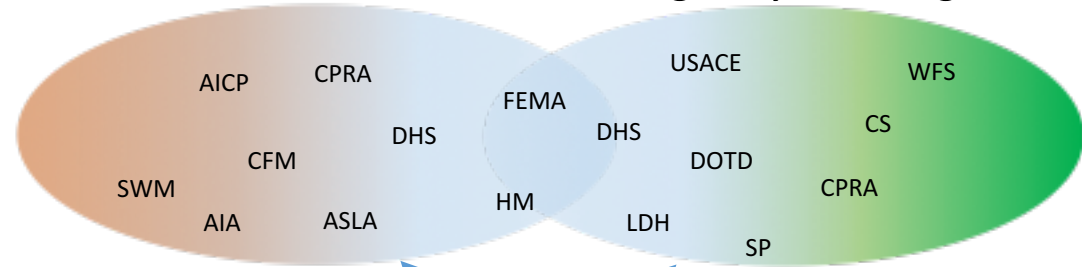 AICP
CPRA
DHS
CFM
SWM
AIA
ASLA
FEMA
HM
DHS
USACE
DOTD
LDH
SP
WFS
CS
CPRA